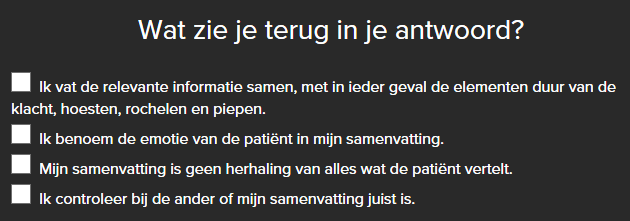 Wat zie je terug in je antwoord?
Ik vat de relevante informatie samen, met in ieder geval de elementen duur van de
klacht, hoesten, rochelen en piepen.
Ik benoem de emotie van de patiënt in mijn samenvatting.
Mijn samenvatting is geen herhaling van alles wat de patiënt vertelt.
Ik controleer bij de ander of mijn samenvatting juist is.